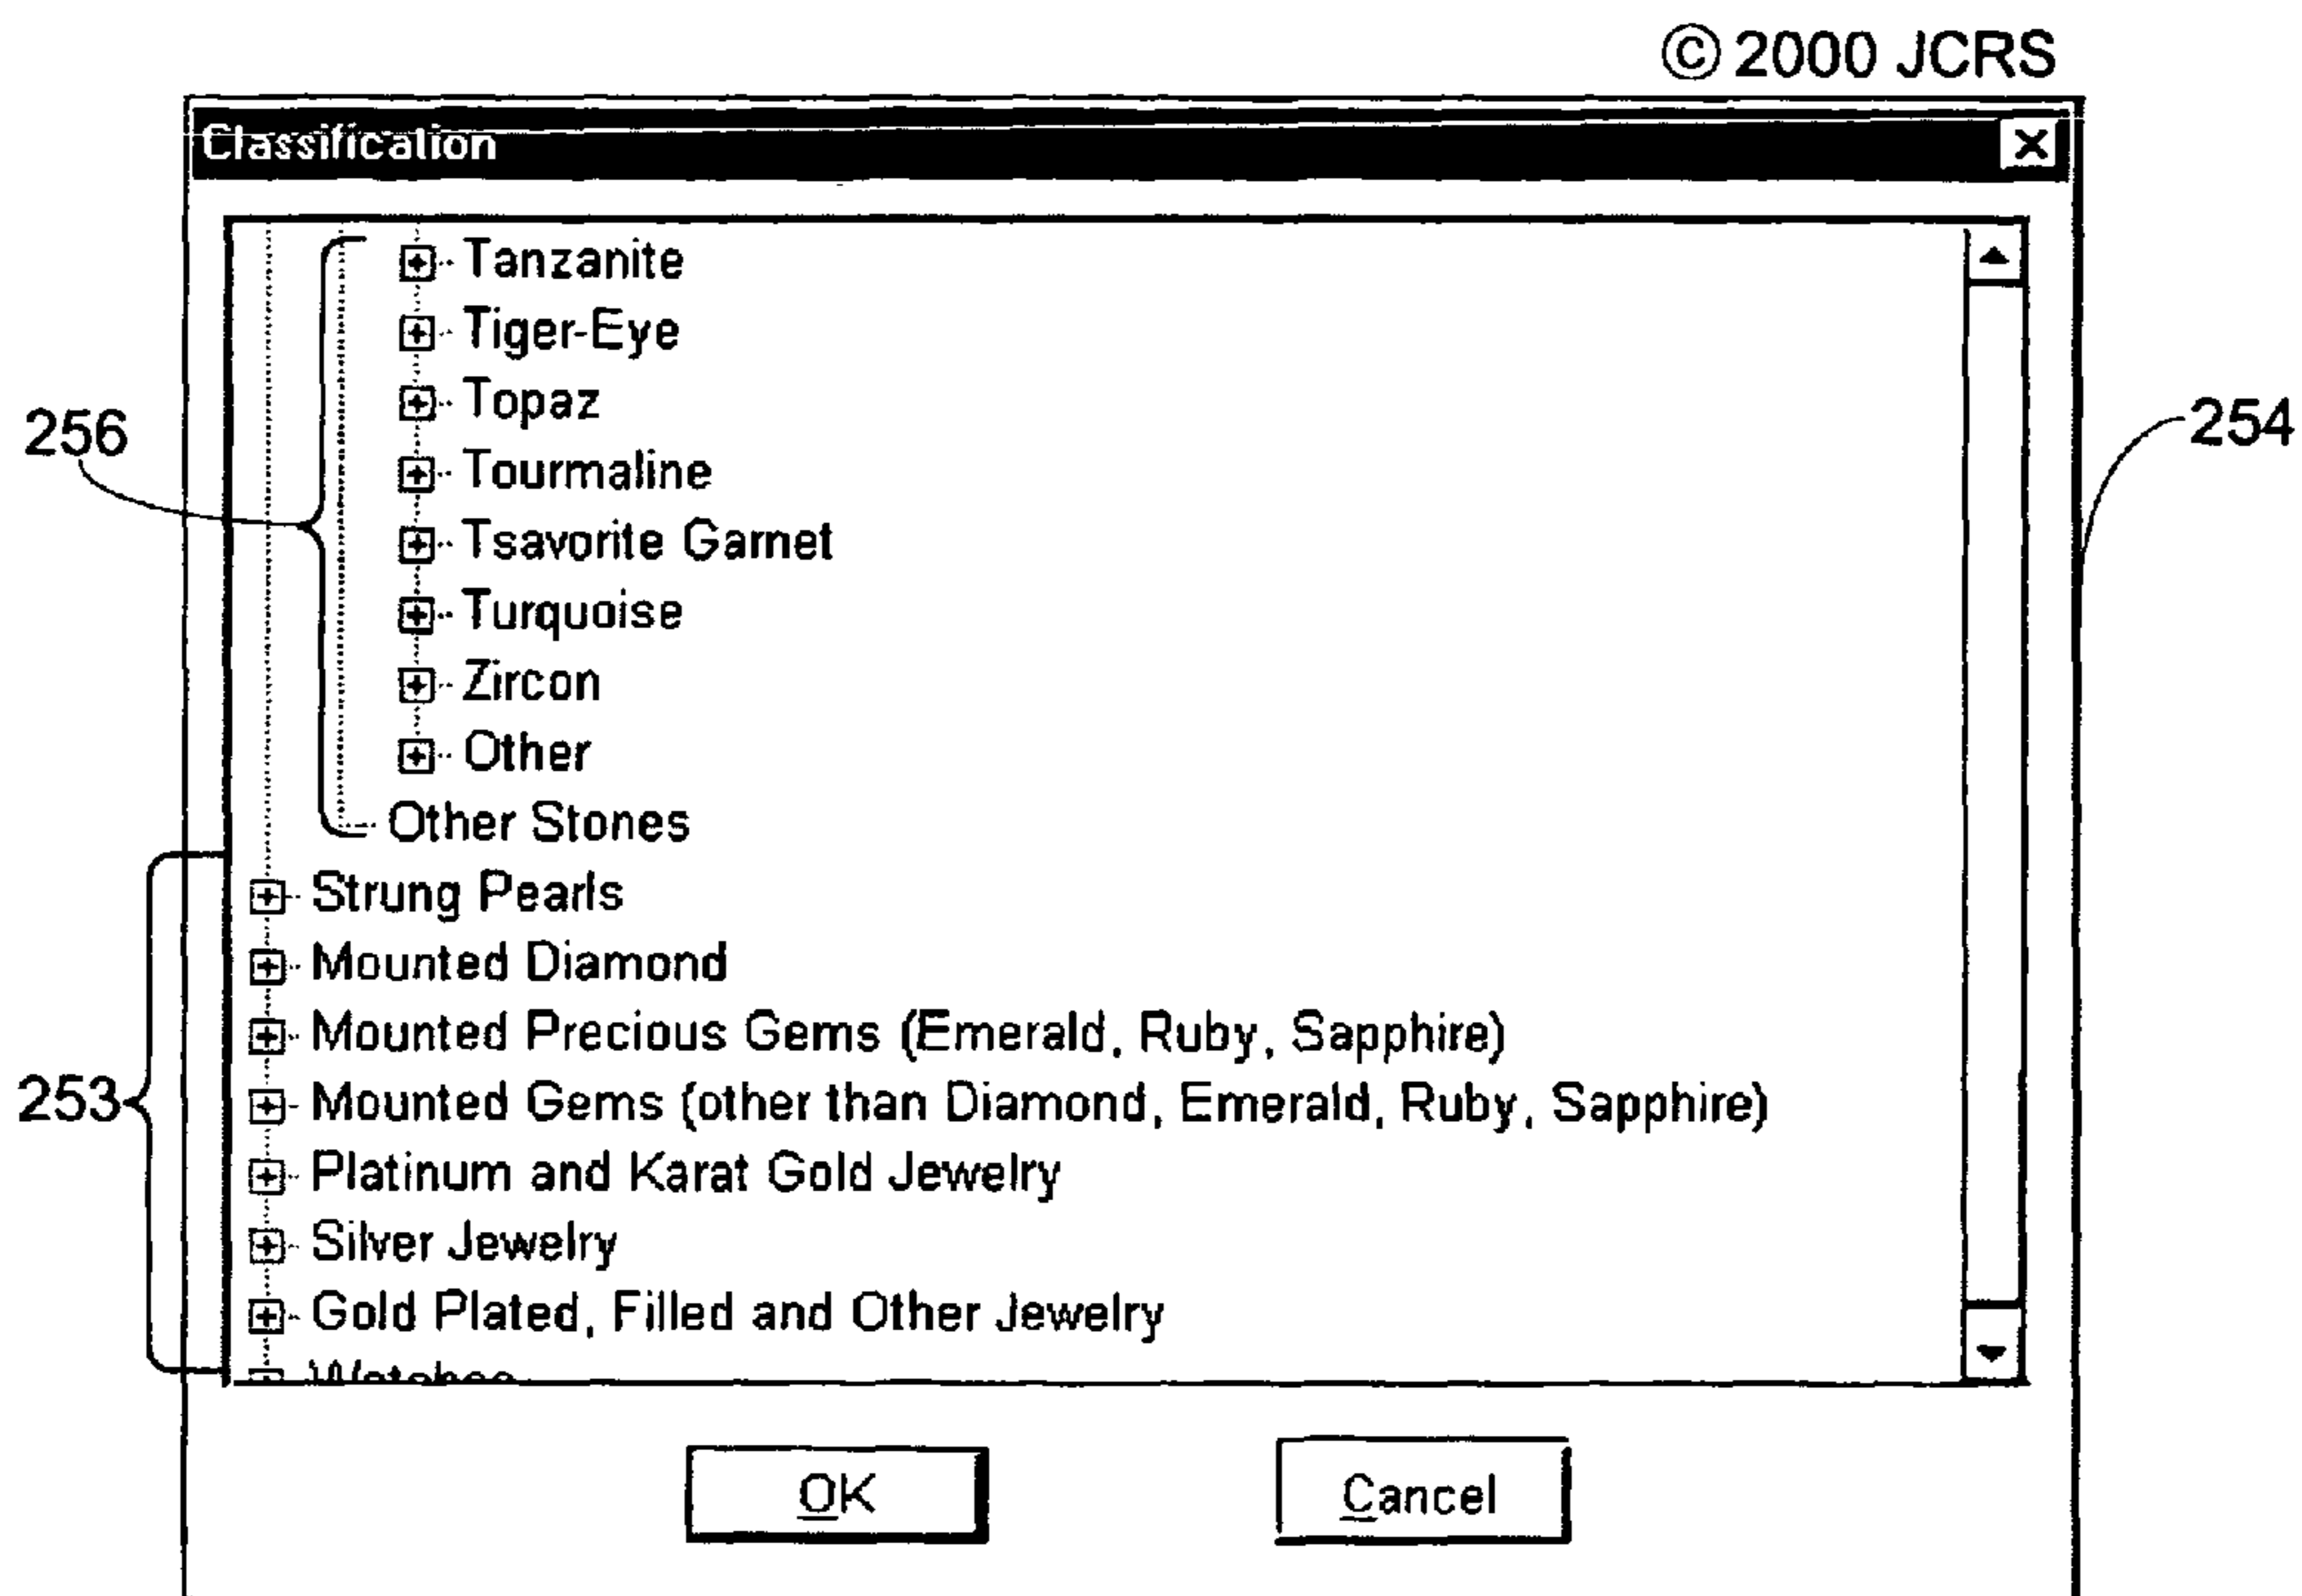 © 2000 JCRS
Classification
Tanzanite
Tiger-Eye
Topaz
256
254
Tourmaline
Tsavorite Garnet
Turquoise
Zircon
Other
Other Stones
Strung Pearls
Mounted Diamond
Mounted Precious Gems (Emerald, Ruby, Sapphire)
253
Mounted Gems (other than Diamond, Emerald, Ruby, Sapphire)
Platinum and Karat Gold Jewelry
Silver Jewelry
Gold Plated, Filled and Other Jewelry
Watches
OK
Cancel